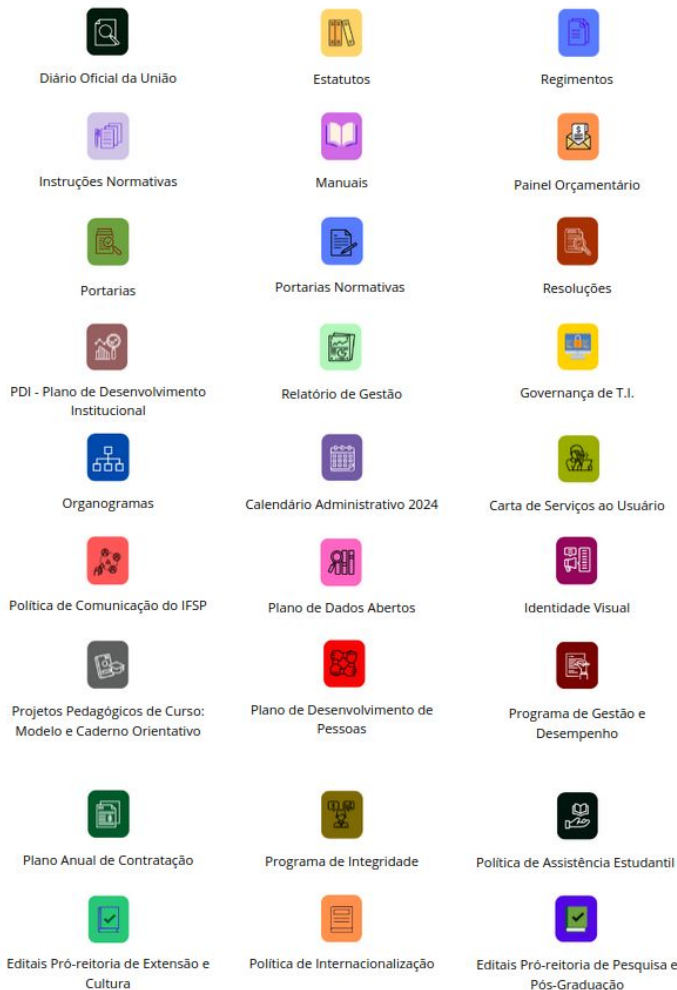 Diário Oficial da União
Estatutos
Regimentos
Instruções Normativas
Manuais
Painel Orçamentário
Portarias
Portarias Normativas
Resoluções
PDI - Plano de Desenvolvimento
Institucional
Relatório de Gestão
Governança de T.I.
Organogramas
Calendário Administrativo 2024
Carta de Serviços ao Usuário
Política de Comunicação do IFSP
Plano de Dados Abertos
Identidade Visual
Projetos Pedagógicos de Curso:
Modelo e Caderno Orientativo
Plano de Desenvolvimento de
Pessoas
Programa de Gestão e
Desempenho
Plano Anual de Contratação
Programa de Integridade
Política de Assistência Estudantil
Editais Pró-reitoria de Extensão e
Cultura
Política de Internacionalização
Editais Pró-reitoria de Pesquisa e
Pós-Graduação